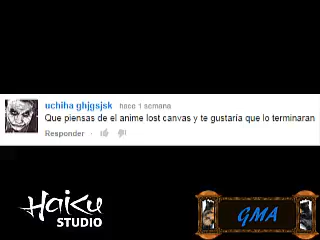 uchiha ghjgsjsk hace 1 semana
Que piensas de el anime lost canvas y te gustaría que lo terminaran
Responder
Haiku
STUDIO
GMA